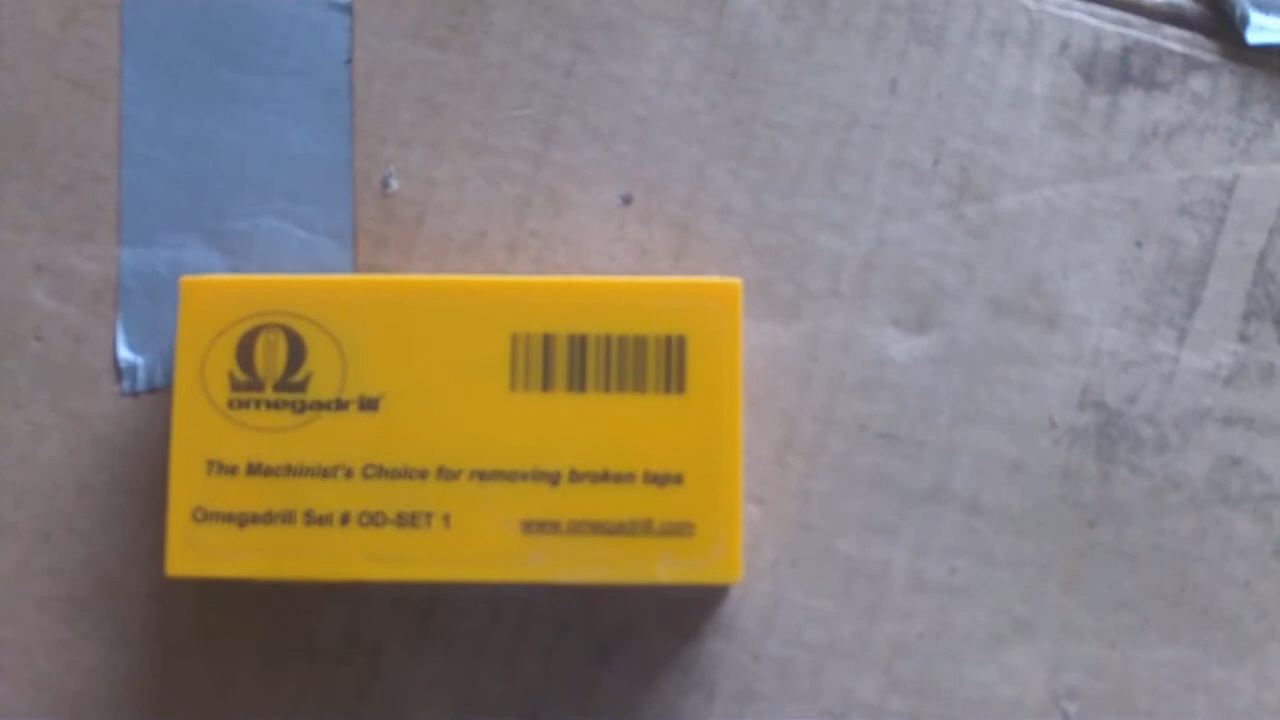 Ω
omegadrill
The Machinist's Choice for removing broken taps
Omegadrill Set # OD-SET 1
www.omegadrill.com